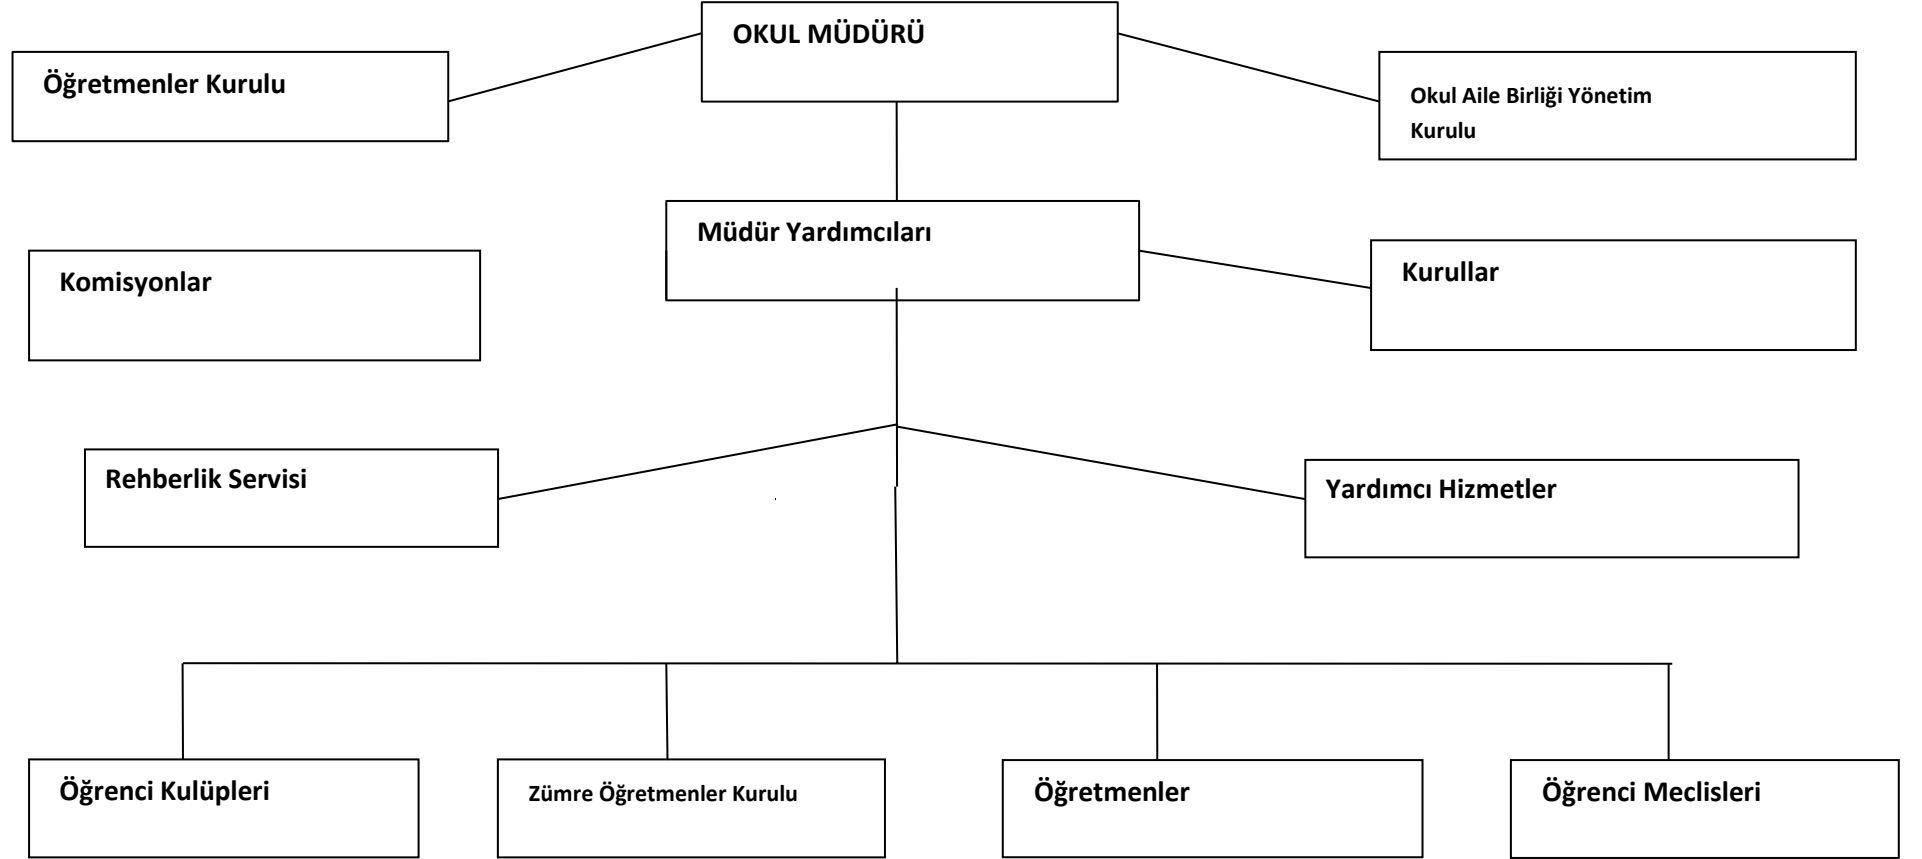 OKUL MÜDÜRÜ
Öğretmenler Kurulu
Okul Aile Birliği Yönetim
Kurulu
Müdür Yardımcıları
Komisyonlar
Kurullar
Rehberlik Servisi
Yardımcı Hizmetler
Öğrenci Kulüpleri
Zümre Öğretmenler Kurulu
Öğretmenler
Öğrenci Meclisleri